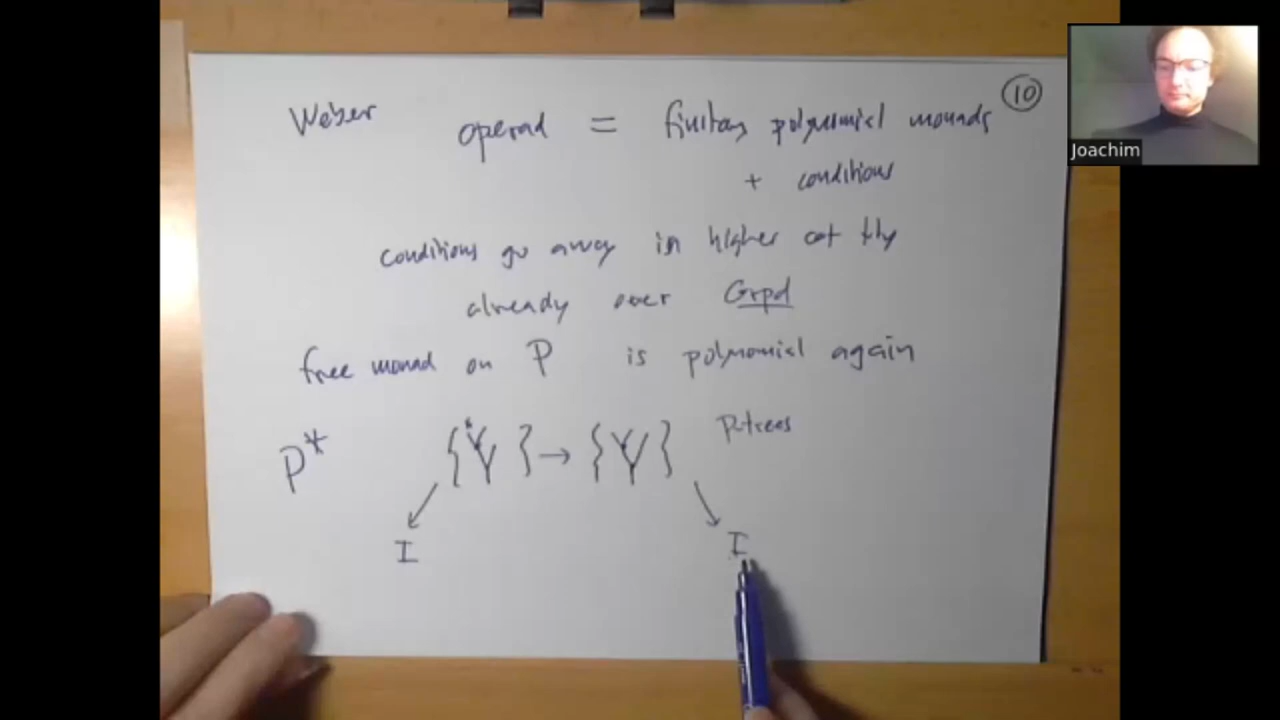 Weber operad = finitary polynomial monads ⑩
+ conditions
conditions go away in higher cat thy
already over Grpd
free monad on P is polynomial again
P* { } → { } P-trees
I I
Joachim